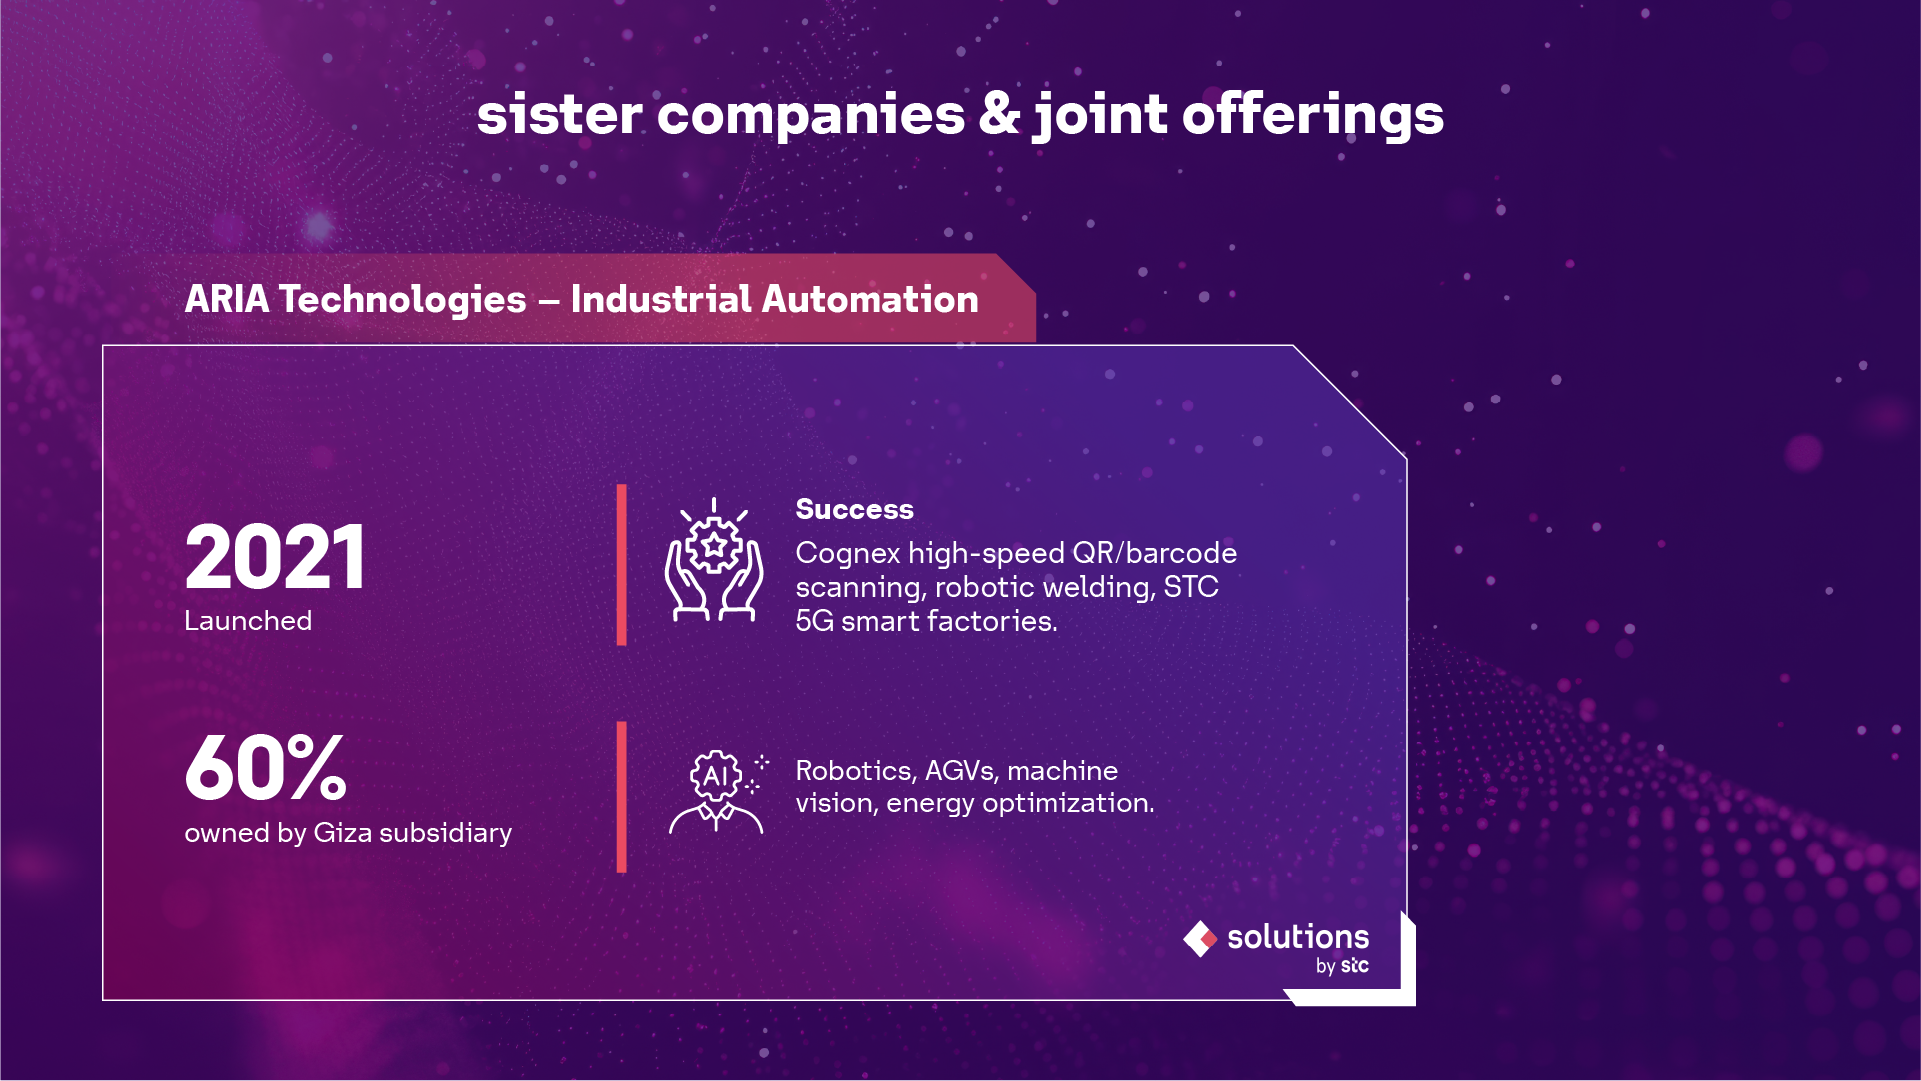 sister companies & joint offerings
ARIA Technologies – Industrial Automation
2021
Launched
Success
Cognex high-speed QR/barcode
scanning, robotic welding, STC
5G smart factories.
60%
owned by Giza subsidiary
AI
Robotics, AGVs, machine
vision, energy optimization.
solutions
by stc